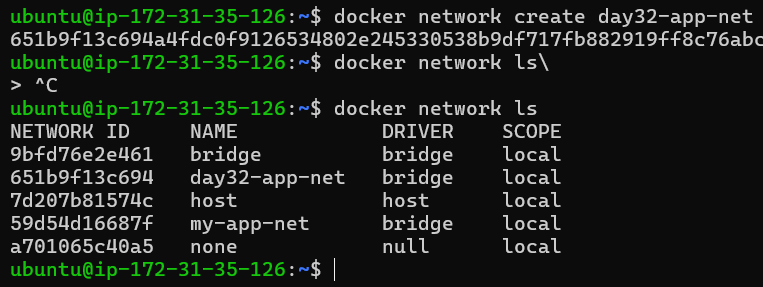 ubuntu@ip-172-31-35-126:~$ docker network create day32-app-net
651b9f13c694a4fdc0f9126534802e245330538b9df717fb882919ff8c76abc
ubuntu@ip-172-31-35-126:~$ docker network ls\
> ^C
ubuntu@ip-172-31-35-126:~$ docker network ls
NETWORK ID     NAME            DRIVER    SCOPE
9bfd76e2e461   bridge          bridge    local
651b9f13c694   day32-app-net   bridge    local
7d207b81574c   host            host      local
59d54d16687f   my-app-net      bridge    local
a701065c40a5   none            null      local
ubuntu@ip-172-31-35-126:~$